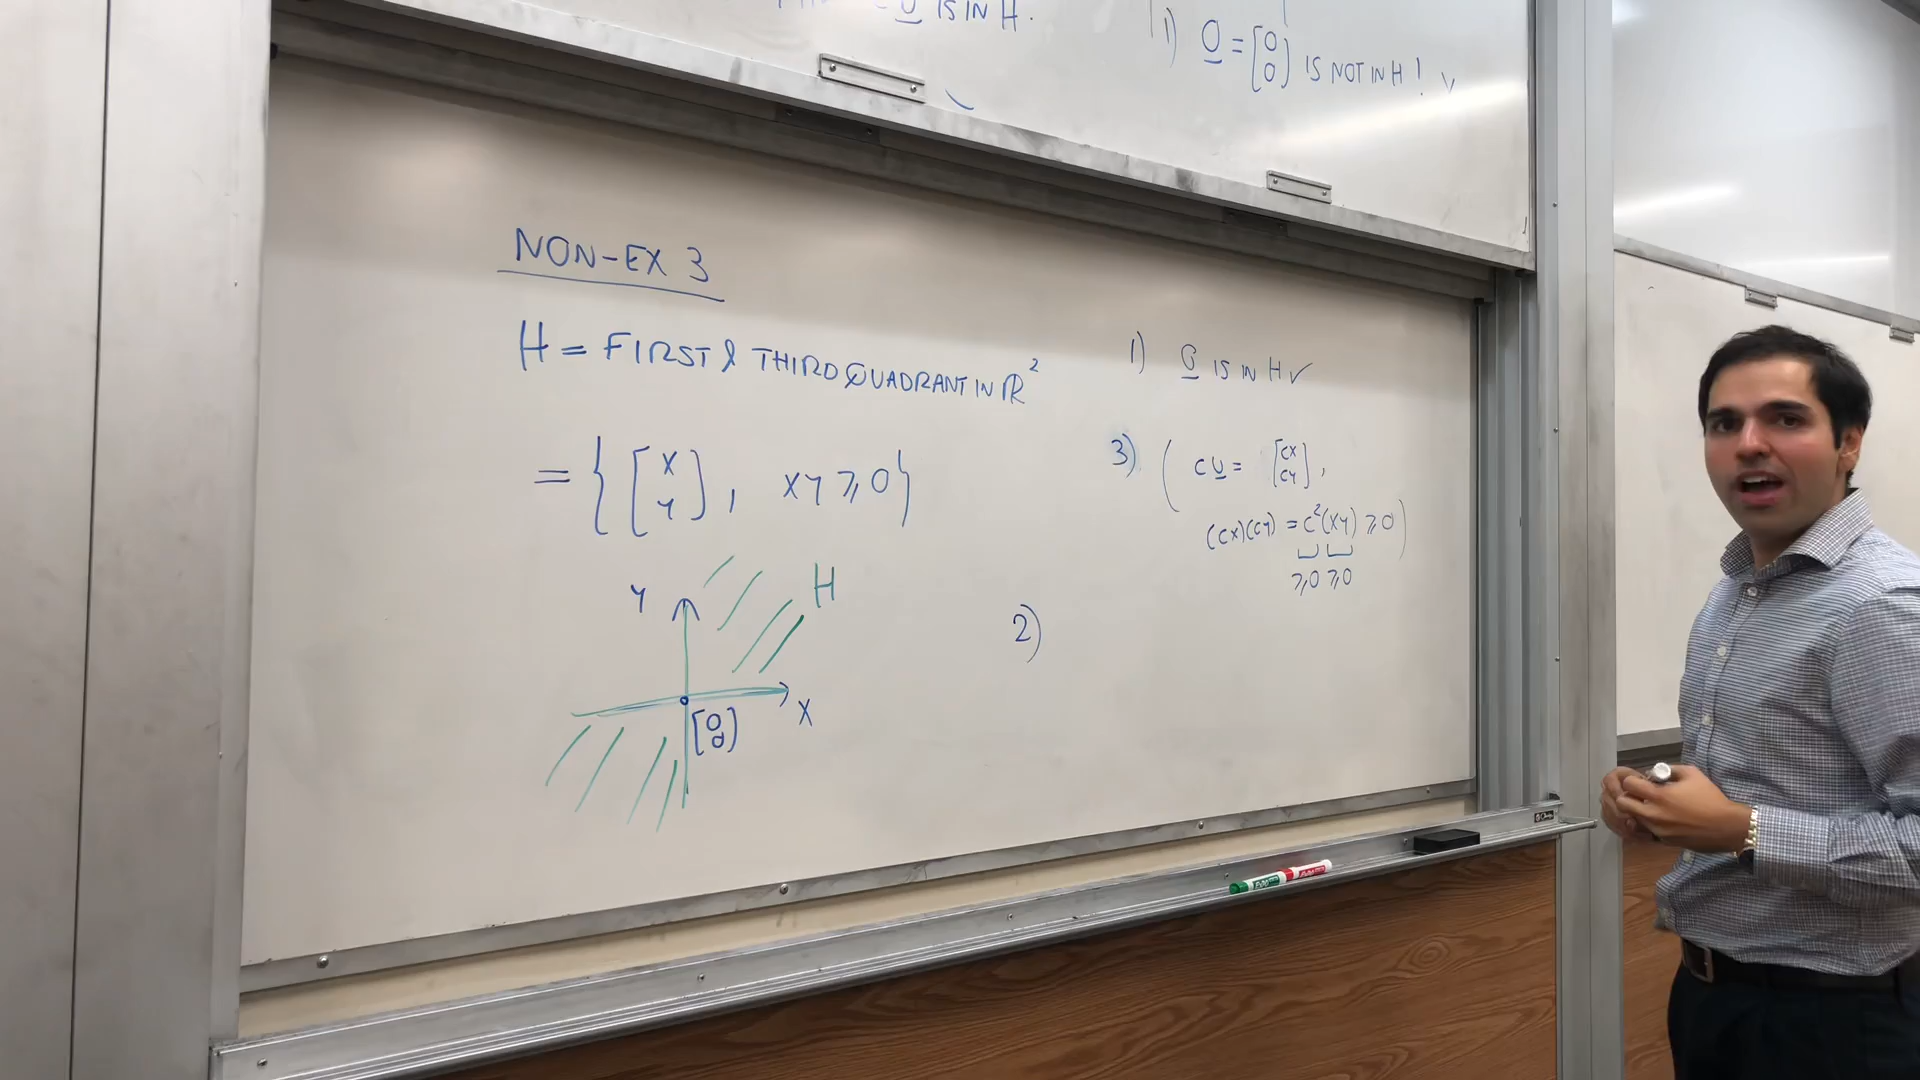 0 IS IN H.
1) 0 = [0 0] IS NOT IN H!
NON-EX 3
H = FIRST & THIRD QUADRANT IN ℝ²
= { [x y], xy ⩾ 0 }
Y
H
[0 0]
X
1) 0 IS IN H ✓
3) ( cu = [cx cy],
(cx)(cy) = c²(xy) ⩾ 0 )
⩾0 ⩾0
2)